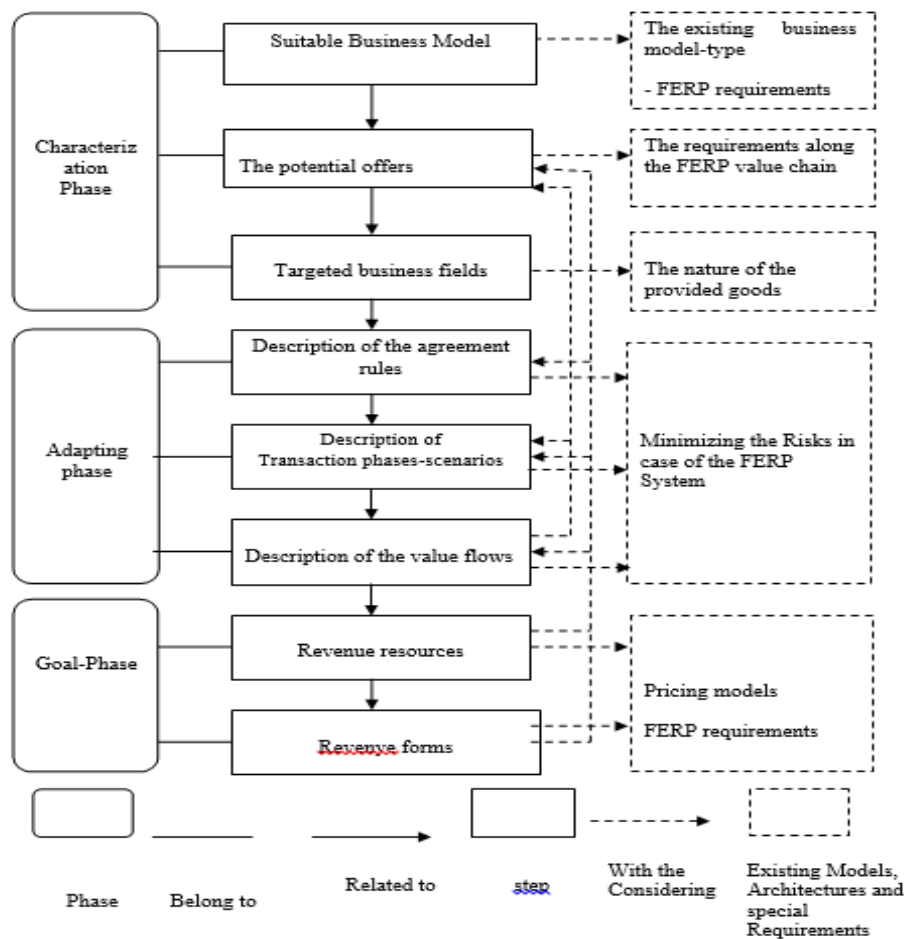 Suitable Business Model
The existing business
model-type
- FERP requirements
Characteriz
ation
Phase
The potential offers
The requirements along
the FERP value chain
Targeted business fields
The nature of the
provided goods
Description of the agreement
rules
Adapting
phase
Description of
Transaction phases-scenarios
Minimizing the Risks in
case of the FERP
System
Description of the value flows
Goal-Phase
Revenue resources
Pricing models
FERP requirements
Revenye forms
Phase
Belong to
Related to
step
With the
Considering
Existing Models,
Architectures and
special
Requirements